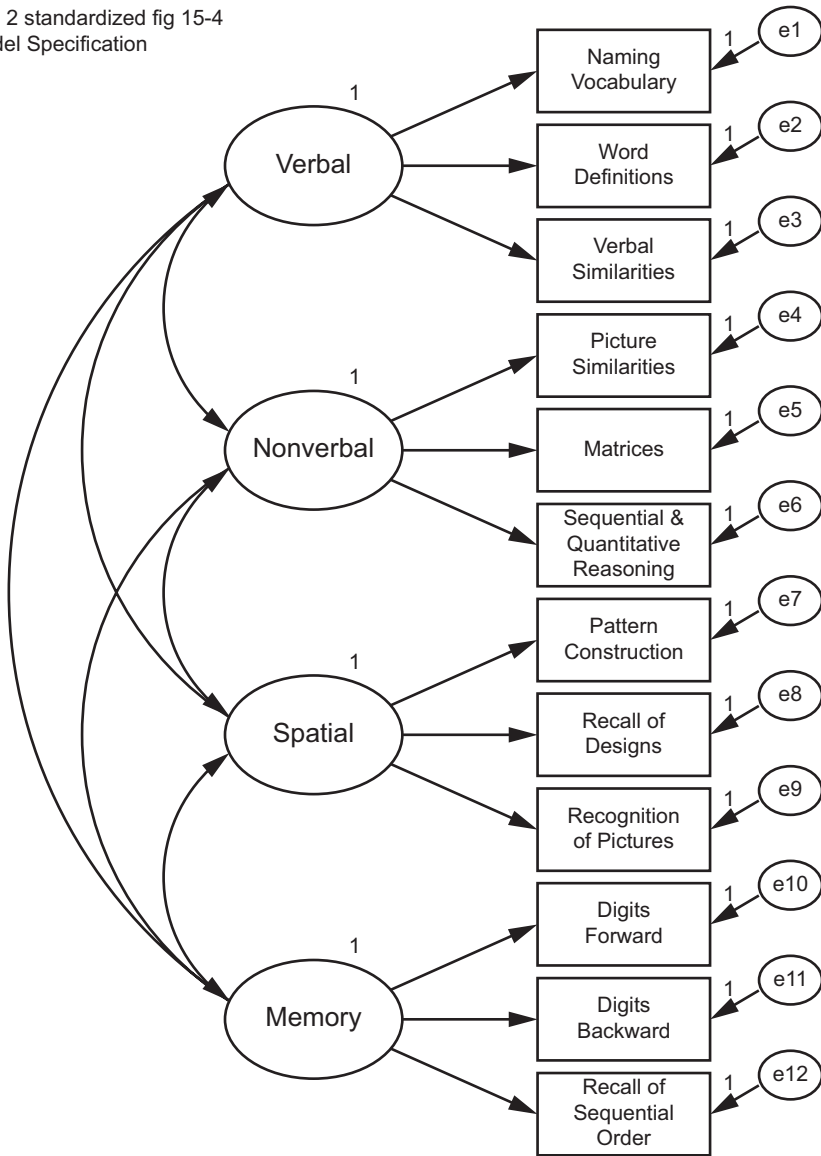 2 standardized fig 15-4
del Specification
1
Verbal
1
Nonverbal
1
Spatial
1
Memory
Naming
Vocabulary
1
e1
Word
Definitions
1
e2
Verbal
Similarities
1
e3
Picture
Similarities
1
e4
Matrices
1
e5
Sequential &
Quantitative
Reasoning
1
e6
Pattern
Construction
1
e7
Recall of
Designs
1
e8
Recognition
of Pictures
1
e9
Digits
Forward
1
e10
Digits
Backward
1
e11
Recall of
Sequential
Order
1
e12